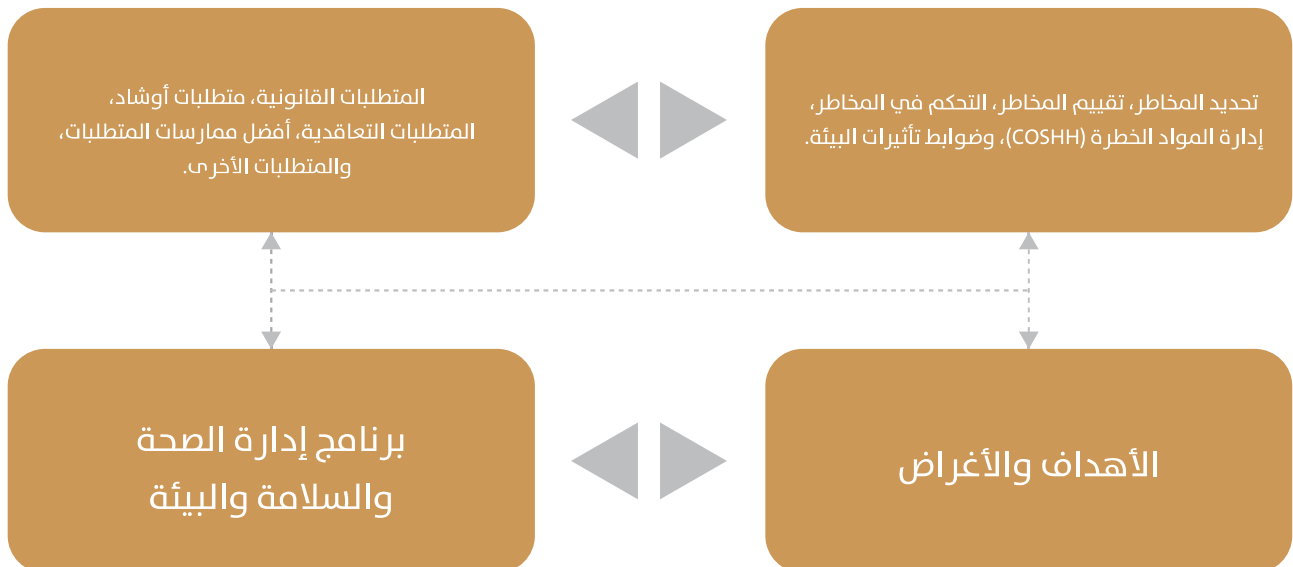 تحديد المخاطر، تقييم المخاطر، التحكم في المخاطر،
إدارة المواد الخطرة (COSHH)، وضوابط تأثيرات البيئة.
المتطلبات القانونية، متطلبات أوشاد،
المتطلبات التعاقدية، أفضل ممارسات المتطلبات،
والمتطلبات الأخرى.
الأهداف والأغراض
برنامج إدارة الصحة
والسلامة والبيئة